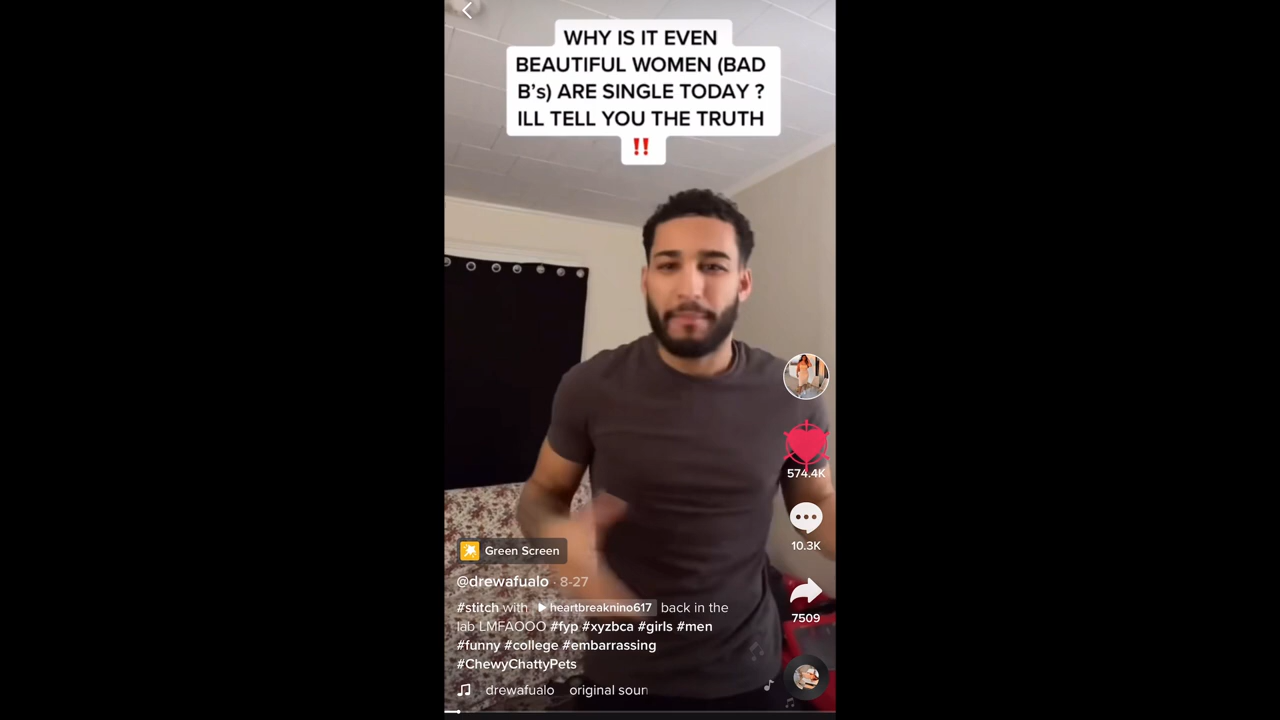 WHY IS IT EVEN
BEAUTIFUL WOMEN (BAD
B's) ARE SINGLE TODAY ?
ILL TELL YOU THE TRUTH
‼️
574.4K
10.3K
7509
Green Screen
@drewafualo · 8-27
#stitch with ▶ heartbreaknino617 back in the
lab LMFAOOO #fyp #xyzbca #girls #men
#funny #college #embarrassing
#ChewyChattyPets
drewafualo original soun